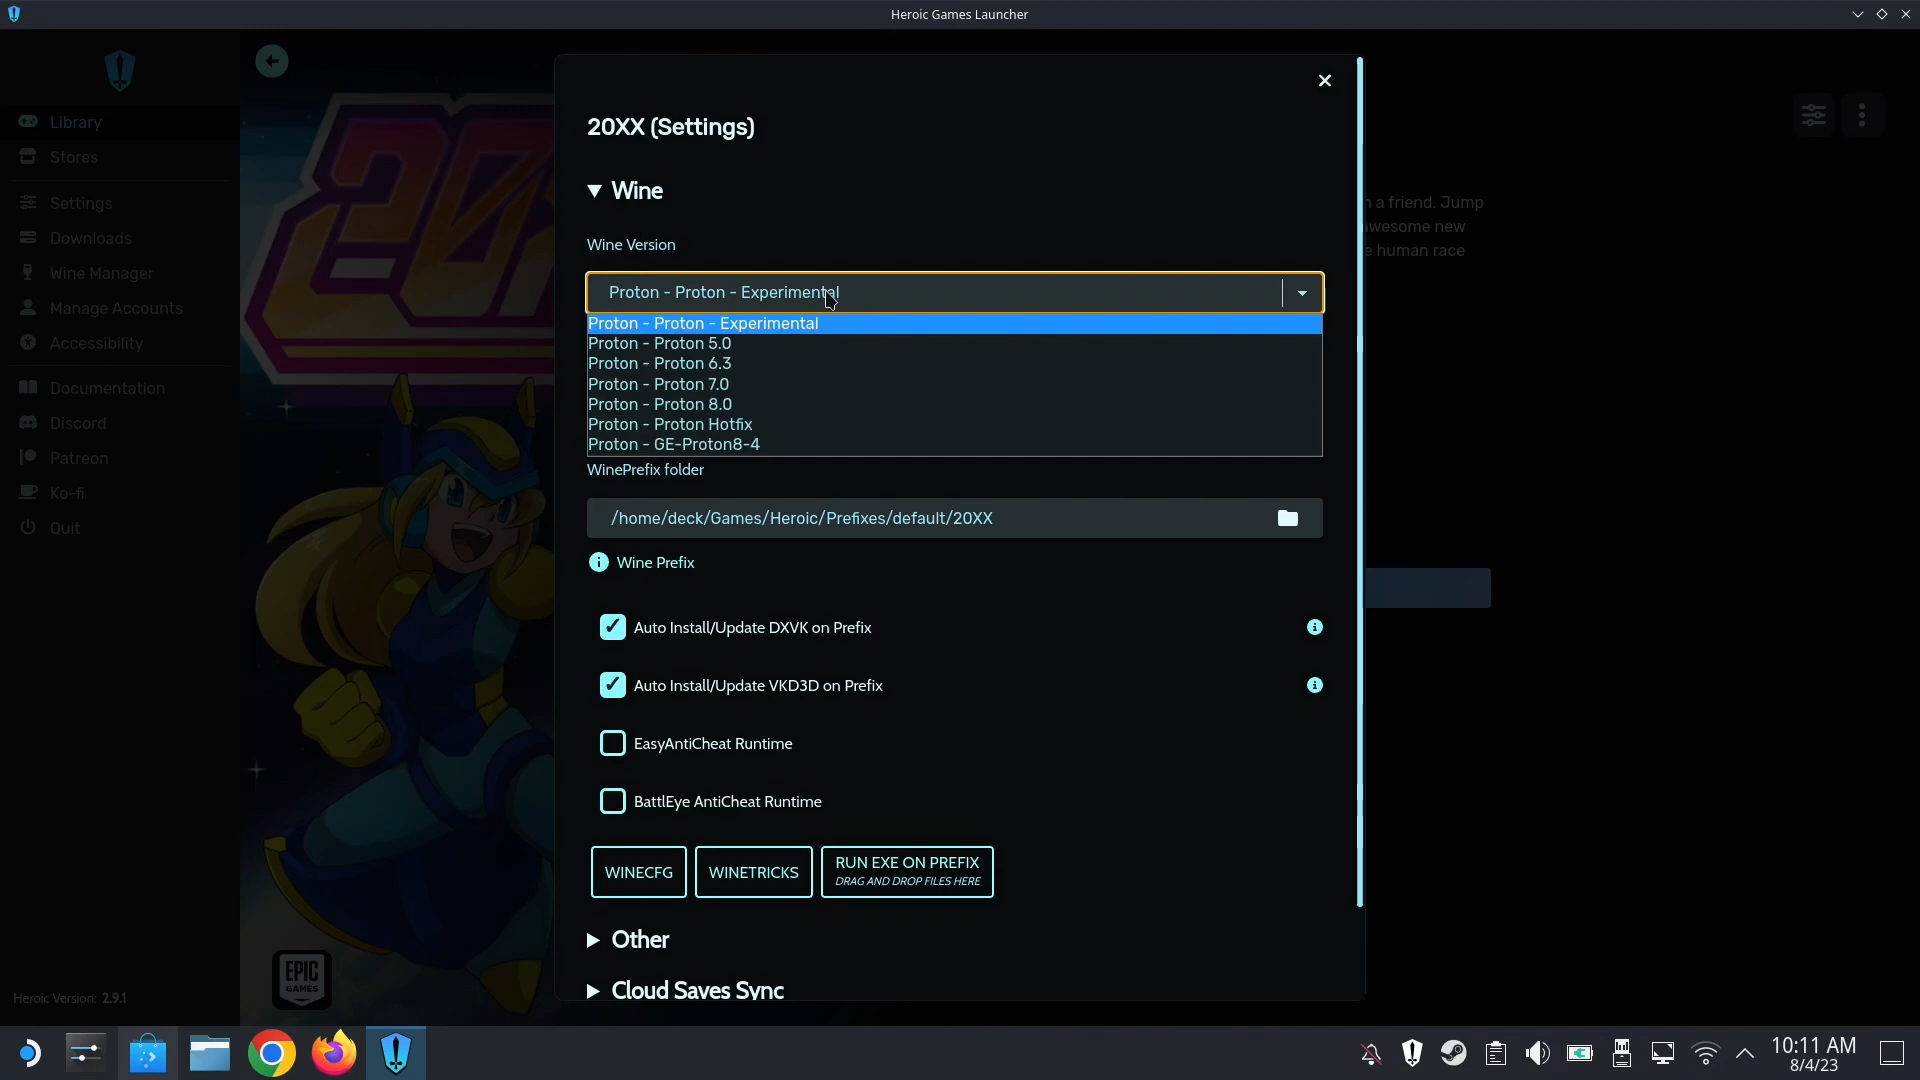 Heroic Games Launcher
Library
Stores
Settings
Downloads
Wine Manager
Manage Accounts
Accessibility
Documentation
Discord
Patreon
Ko-fi
Quit
Heroic Version: 2.9.1
20XX (Settings)
Wine
Wine Version
Proton - Proton - Experimental
Proton - Proton - Experimental
Proton - Proton 5.0
Proton - Proton 6.3
Proton - Proton 7.0
Proton - Proton 8.0
Proton - Proton Hotfix
Proton - GE-Proton8-4
WinePrefix folder
/home/deck/Games/Heroic/Prefixes/default/20XX
Wine Prefix
Auto Install/Update DXVK on Prefix
Auto Install/Update VKD3D on Prefix
EasyAntiCheat Runtime
BattlEye AntiCheat Runtime
WINECFG
WINETRICKS
RUN EXE ON PREFIX
DRAG AND DROP FILES HERE
Other
Cloud Saves Sync
a friend. Jump
awesome new
human race
EPIC
GAMES
10:11 AM
8/4/23